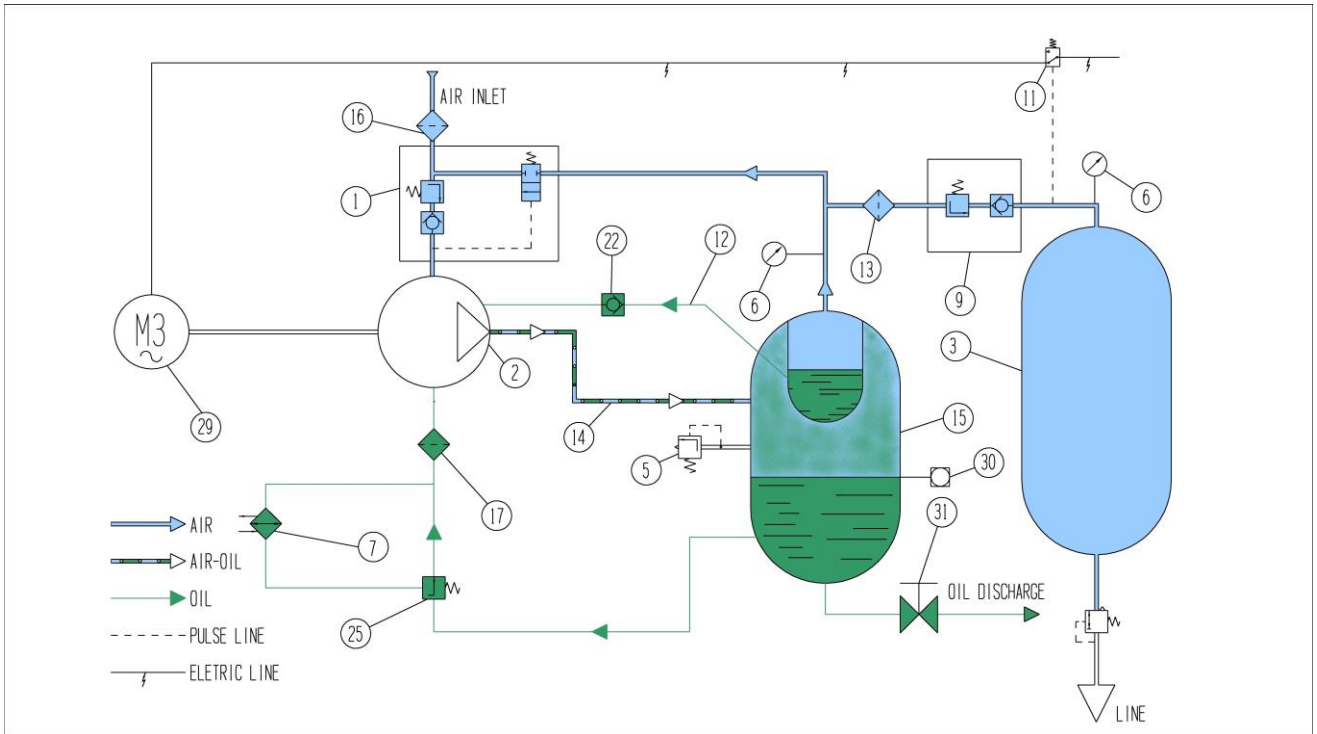 11
AIR INLET
16
1
6
22
12
6
13
9
M3
~
2
3
29
14
15
5
30
17
31
7
25
OIL DISCHARGE
AIR
AIR-OIL
OIL
PULSE LINE
ELETRIC LINE
LINE